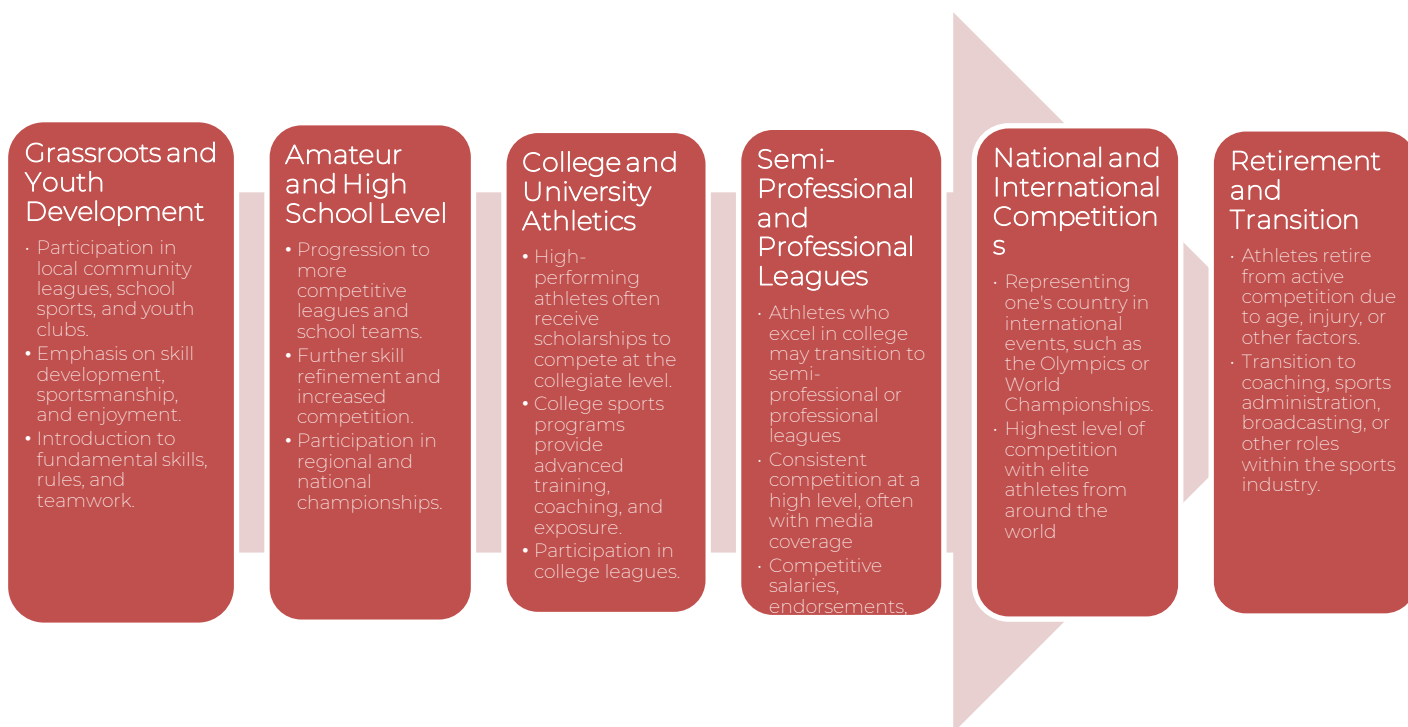 Grassroots and
Youth
Development
· Participation in
local community
leagues, school
sports, and youth
clubs.
• Emphasis on skill
development,
sportsmanship,
and enjoyment.
• Introduction to
fundamental skills,
rules, and
teamwork.
Amateur
and High
School Level
• Progression to
more
competitive
leagues and
school teams.
• Further skill
refinement and
increased
competition.
• Participation in
regional and
national
championships.
College and
University
Athletics
• High-
performing
athletes often
receive
scholarships to
compete at the
collegiate level.
• College sports
programs
provide
advanced
training,
coaching, and
exposure.
• Participation in
college leagues.
Semi-
Professional
and
Professional
Leagues
· Athletes who
excel in college
may transition to
semi-
professional or
professional
leagues
· Consistent
competition at a
high level, often
with media
coverage
· Competitive
salaries,
endorsements,
National and
International
Competition
s
· Representing
one's country in
international
events, such as
the Olympics or
World
Championships.
· Highest level of
competition
with elite
athletes from
around the
world
Retirement
and
Transition
· Athletes retire
from active
competition due
to age, injury, or
other factors.
· Transition to
coaching, sports
administration,
broadcasting, or
other roles
within the sports
industry.